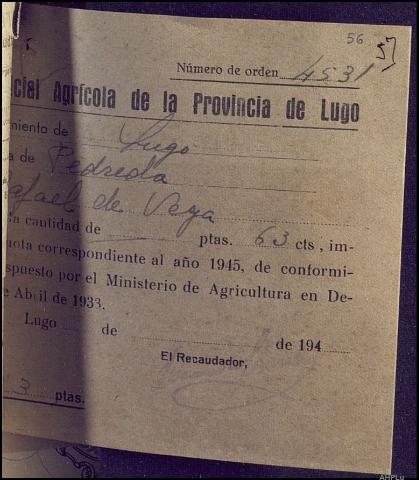 56 57
Número de orden 4531
cial Agrícola de la Provincia de Lugo
miento de Lugo
a de Pedreda
afael de Vega
a cantidad de ptas. 63 cts, im-
uota correspondiente al año 1945, de conformi-
spuesto por el Ministerio de Agricultura en De-
e Abril de 1933.
Lugo de de 194
El Recaudador,
3 ptas.
AHPLu